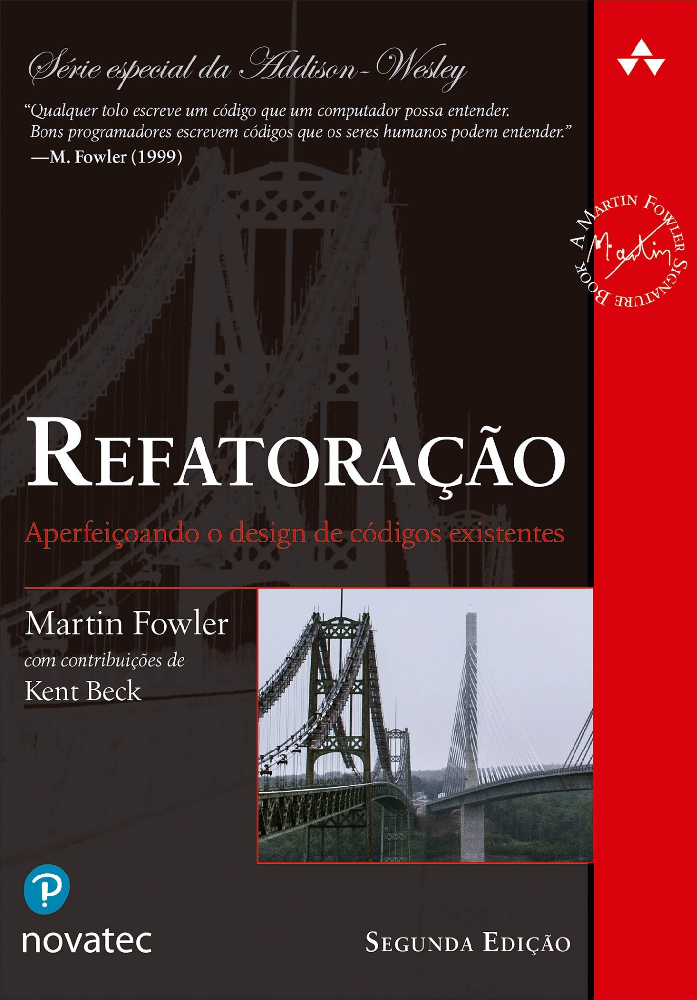 Série especial da Addison-Wesley
“Qualquer tolo escreve um código que um computador possa entender.
Bons programadores escrevem códigos que os seres humanos podem entender.”
—M. Fowler (1999)
A Martin Fowler Signature Book
Martin
Refatoração
Aperfeiçoando o design de códigos existentes
Martin Fowler
com contribuições de
Kent Beck
P
novatec
Segunda Edição